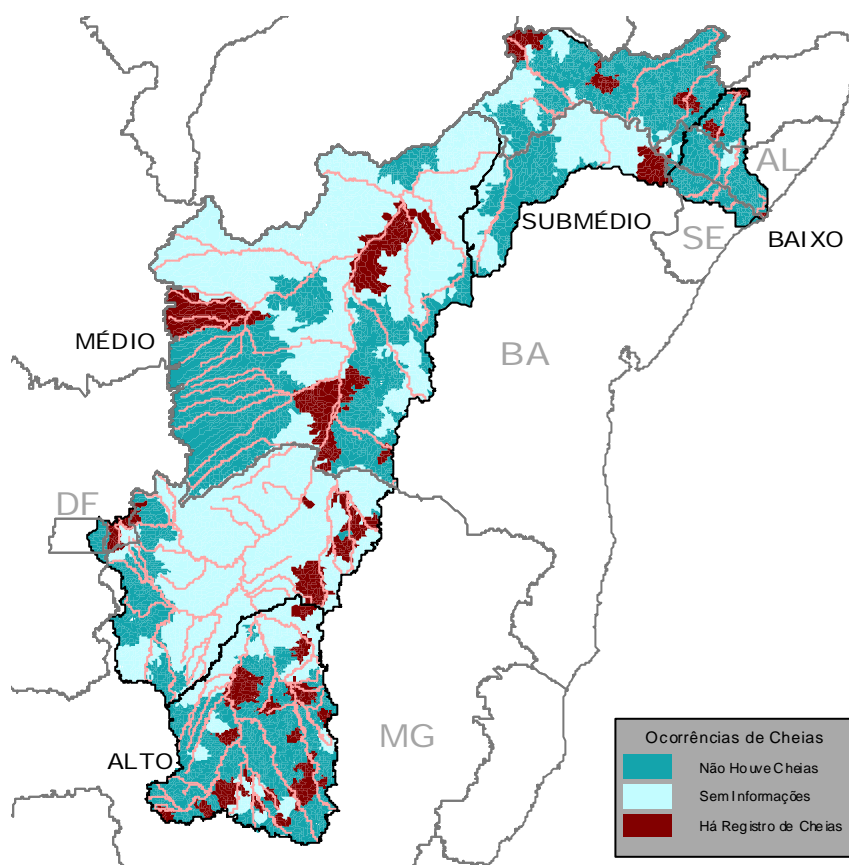 AL
SUBMÉDIO
SE
BAIXO
MÉDIO
BA
DF
MG
ALTO
Ocorrências de Cheias
Não Houve Cheias
Sem Informações
Há Registro de Cheias